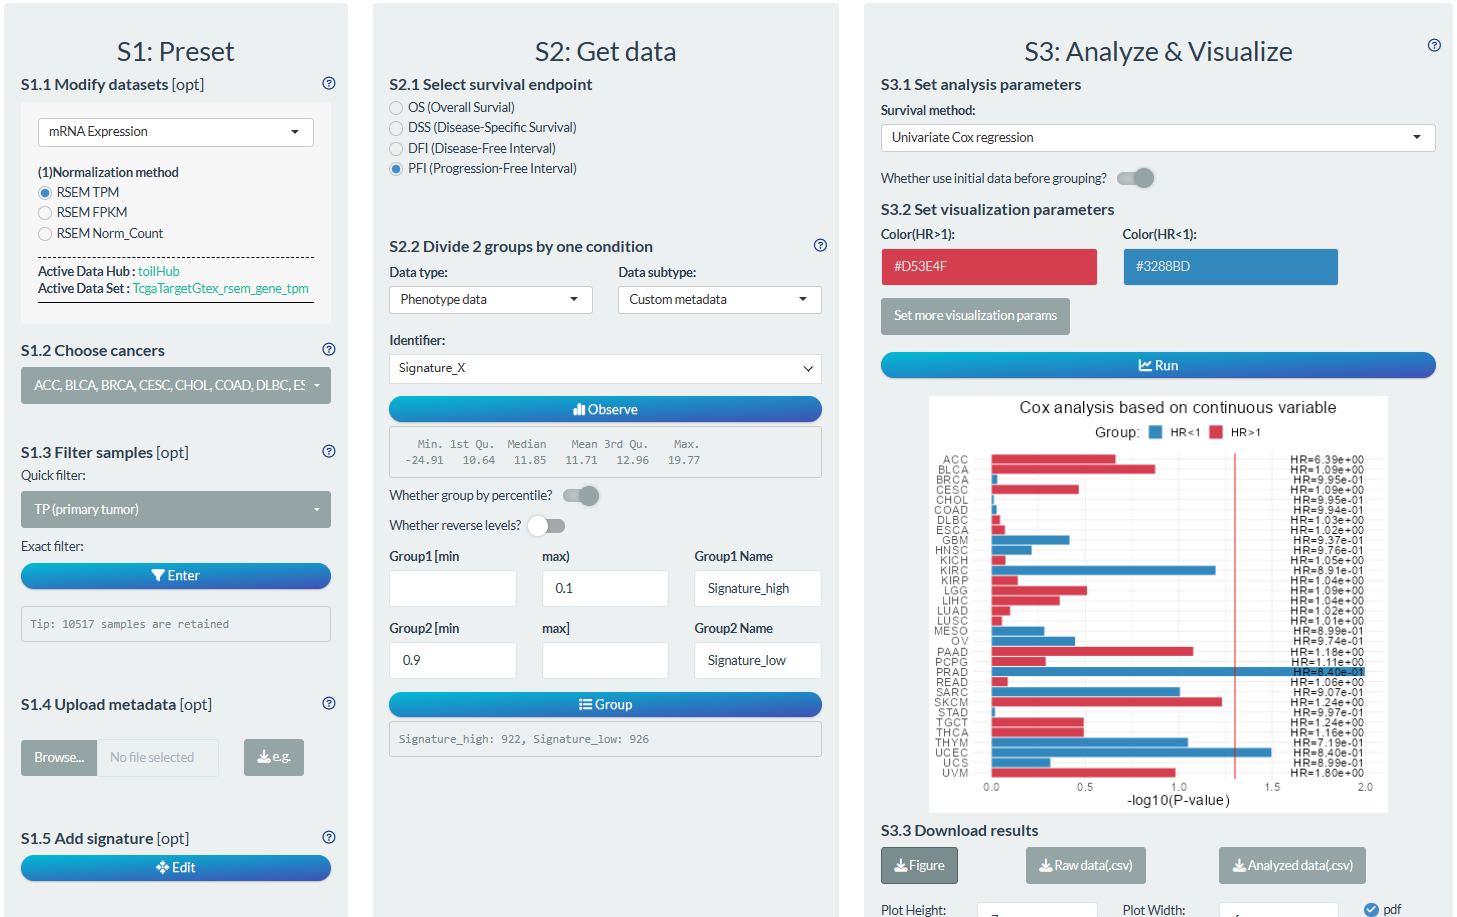 S1: Preset
S1.1 Modify datasets [opt]
mRNA Expression
(1)Normalization method
RSEM TPM
RSEM FPKM
RSEM Norm_Count
Active Data Hub : toilHub
Active Data Set : TcgaTargetGtex_rsem_gene_tpm
S1.2 Choose cancers
ACC, BLCA, BRCA, CESC, CHOL, COAD, DLBC, ES
S1.3 Filter samples [opt]
Quick filter:
TP (primary tumor)
Exact filter:
Enter
Tip: 10517 samples are retained
S1.4 Upload metadata [opt]
Browse... No file selected e.g.
S1.5 Add signature [opt]
Edit
S2: Get data
S2.1 Select survival endpoint
OS (Overall Survial)
DSS (Disease-Specific Survival)
DFI (Disease-Free Interval)
PFI (Progression-Free Interval)
S2.2 Divide 2 groups by one condition
Data type: Data subtype:
Phenotype data Custom metadata
Identifier:
Signature_X
Observe
Min. 1st Qu. Median Mean 3rd Qu. Max.
-24.91 10.64 11.85 11.71 12.96 19.77
Whether group by percentile?
Whether reverse levels?
Group1 [min max) Group1 Name
0.1 Signature_high
Group2 [min max] Group2 Name
0.9 Signature_low
Group
Signature_high: 922, Signature_low: 926
S3: Analyze & Visualize
S3.1 Set analysis parameters
Survival method:
Univariate Cox regression
Whether use initial data before grouping?
S3.2 Set visualization parameters
Color(HR>1): Color(HR<1):
#D53E4F #3288BD
Set more visualization params
Run
Cox analysis based on continuous variable
Group: HR<1 HR>1
ACC HR=6.39e+00
BLCA HR=1.09e+00
BRCA HR=9.95e-01
CESC HR=1.09e+00
CHOL HR=9.95e-01
COAD HR=9.94e-01
DLBC HR=1.03e+00
ESCA HR=1.02e+00
GBM HR=9.37e-01
HNSC HR=9.76e-01
KICH HR=1.05e+00
KIRC HR=8.91e-01
KIRP HR=1.04e+00
LGG HR=1.09e+00
LIHC HR=1.04e+00
LUAD HR=1.02e+00
LUSC HR=1.01e+00
MESO HR=8.99e-01
OV HR=9.74e-01
PAAD HR=1.18e+00
PCPG HR=1.11e+00
PRAD HR=8.40e-01
READ HR=1.06e+00
SARC HR=9.07e-01
SKCM HR=1.24e+00
STAD HR=9.97e-01
TGCT HR=1.24e+00
THCA HR=1.16e+00
THYM HR=7.19e-01
UCEC HR=8.40e-01
UCS HR=8.99e-01
UVM HR=1.80e+00
0.0 0.5 1.0 1.5 2.0
-log10(P-value)
S3.3 Download results
Figure Raw data(.csv) Analyzed data(.csv)
Plot Height: Plot Width: pdf